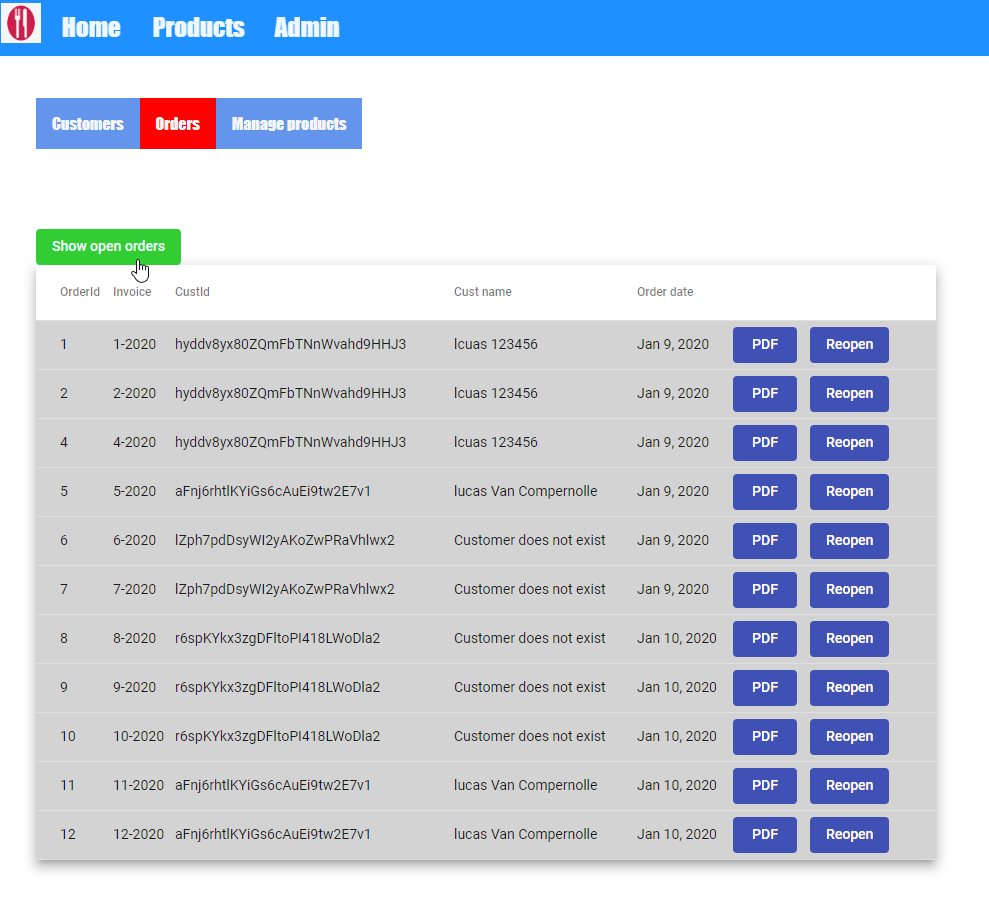 Home Products Admin
Customers Orders Manage products
Show open orders
OrderId Invoice CustId Cust name Order date
1 1-2020 hyddv8yx80ZQmFbTNnWvahd9HHJ3 lcuas 123456 Jan 9, 2020 PDF Reopen
2 2-2020 hyddv8yx80ZQmFbTNnWvahd9HHJ3 lcuas 123456 Jan 9, 2020 PDF Reopen
4 4-2020 hyddv8yx80ZQmFbTNnWvahd9HHJ3 lcuas 123456 Jan 9, 2020 PDF Reopen
5 5-2020 aFnj6rhtlKYiGs6cAuEi9tw2E7v1 lucas Van Compernolle Jan 9, 2020 PDF Reopen
6 6-2020 lZph7pdDsyWI2yAKoZwPRaVhlwx2 Customer does not exist Jan 9, 2020 PDF Reopen
7 7-2020 lZph7pdDsyWI2yAKoZwPRaVhlwx2 Customer does not exist Jan 9, 2020 PDF Reopen
8 8-2020 r6spKYkx3zgDFltoPI418LWoDla2 Customer does not exist Jan 10, 2020 PDF Reopen
9 9-2020 r6spKYkx3zgDFltoPI418LWoDla2 Customer does not exist Jan 10, 2020 PDF Reopen
10 10-2020 r6spKYkx3zgDFltoPI418LWoDla2 Customer does not exist Jan 10, 2020 PDF Reopen
11 11-2020 aFnj6rhtlKYiGs6cAuEi9tw2E7v1 lucas Van Compernolle Jan 10, 2020 PDF Reopen
12 12-2020 aFnj6rhtlKYiGs6cAuEi9tw2E7v1 lucas Van Compernolle Jan 10, 2020 PDF Reopen